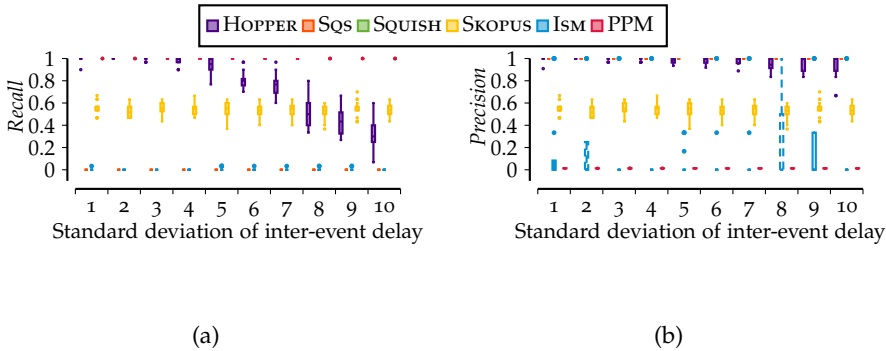 HOPPER SQS SQUISH SKOPUS ISM PPM
1
0.8
0.6
0.4
0.2
0
Recall
1 2 3 4 5 6 7 8 9 10
Standard deviation of inter-event delay
(a)
1
0.8
0.6
0.4
0.2
0
Precision
1 2 3 4 5 6 7 8 9 10
Standard deviation of inter-event delay
(b)